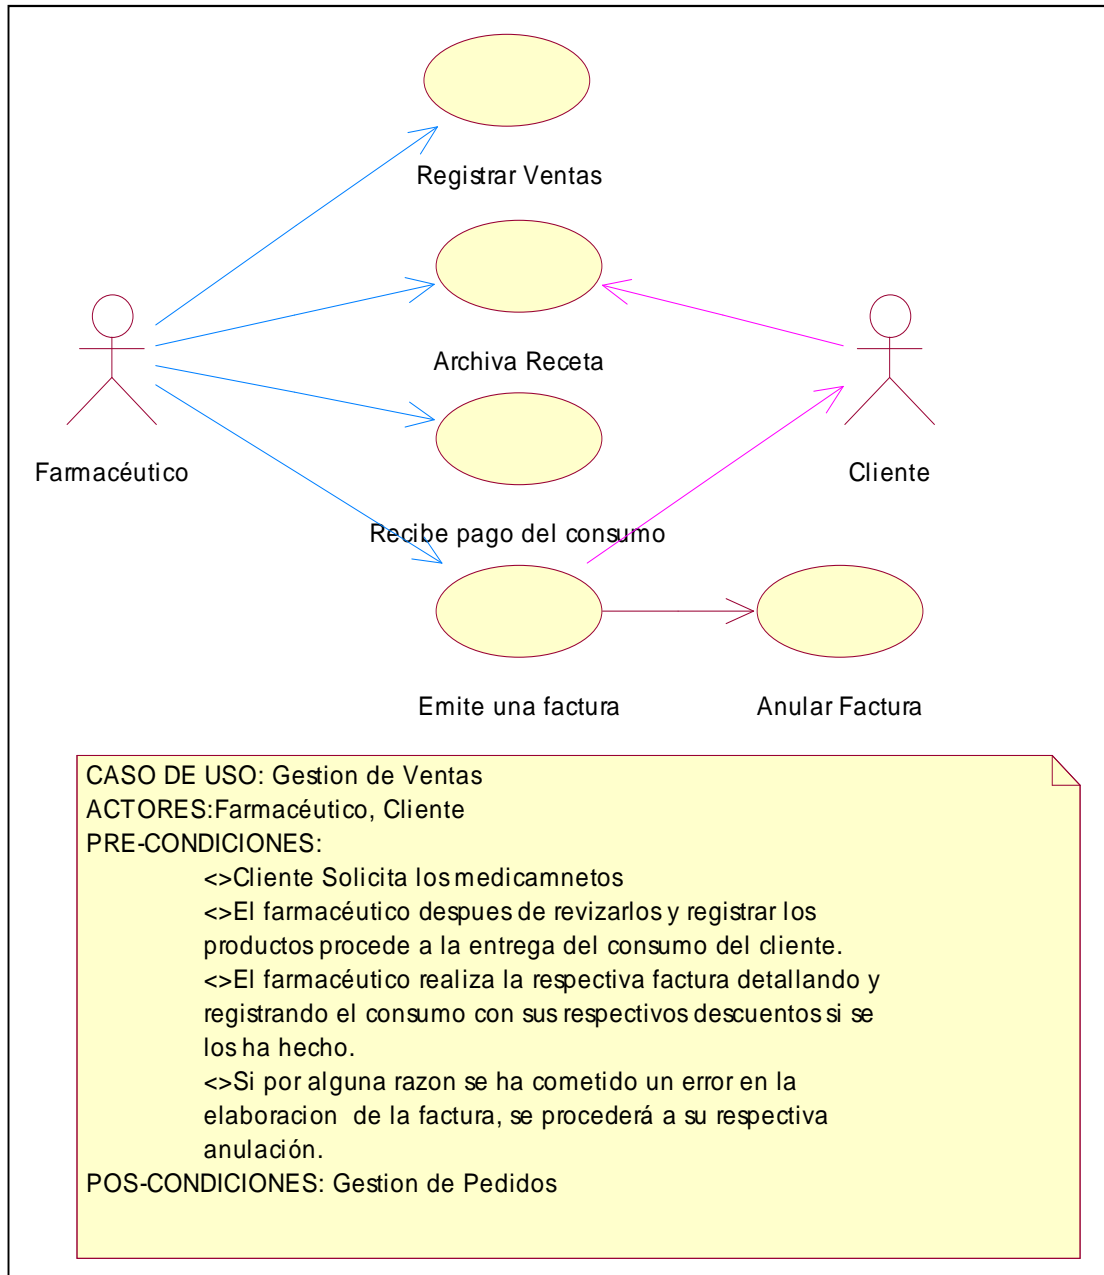 Registrar Ventas
Archiva Receta
Farmacéutico
Cliente
Recibe pago del consumo
Emite una factura
Anular Factura
CASO DE USO: Gestion de Ventas
ACTORES:Farmacéutico, Cliente
PRE-CONDICIONES:
<>Cliente Solicita los medicamnetos
<>El farmacéutico despues de revizarlos y registrar los
productos procede a la entrega del consumo del cliente.
<>El farmacéutico realiza la respectiva factura detallando y
registrando el consumo con sus respectivos descuentos si se
los ha hecho.
<>Si por alguna razon se ha cometido un error en la
elaboracion  de la factura, se procederá a su respectiva
anulación.
POS-CONDICIONES: Gestion de Pedidos